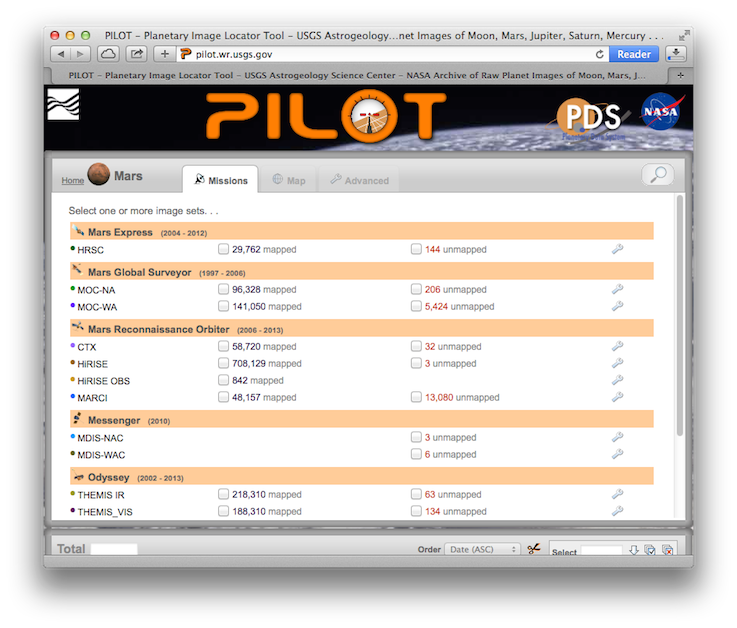 PILOT – Planetary Image Locator Tool – USGS Astrogeology...net Images of Moon, Mars, Jupiter, Saturn, Mercury . . .
pilot.wr.usgs.gov Reader
PILOT – Planetary Image Locator Tool – USGS Astrogeology Science Center – NASA Archive of Raw Planet Images of Moon, Mars, J...
PILOT PDS NASA
Home Mars Missions Map Advanced
Select one or more image sets. . .
Mars Express (2004 - 2012)
HRSC 29,762 mapped 144 unmapped
Mars Global Surveyor (1997 - 2006)
MOC-NA 96,328 mapped 206 unmapped
MOC-WA 141,050 mapped 5,424 unmapped
Mars Reconnaissance Orbiter (2006 - 2013)
CTX 58,720 mapped 32 unmapped
HiRISE 708,129 mapped 3 unmapped
HiRISE OBS 842 mapped
MARCI 48,157 mapped 13,080 unmapped
Messenger (2010)
MDIS-NAC 3 unmapped
MDIS-WAC 6 unmapped
Odyssey (2002 - 2013)
THEMIS IR 218,310 mapped 63 unmapped
THEMIS_VIS 188,310 mapped 134 unmapped
Total Order Date (ASC) Select